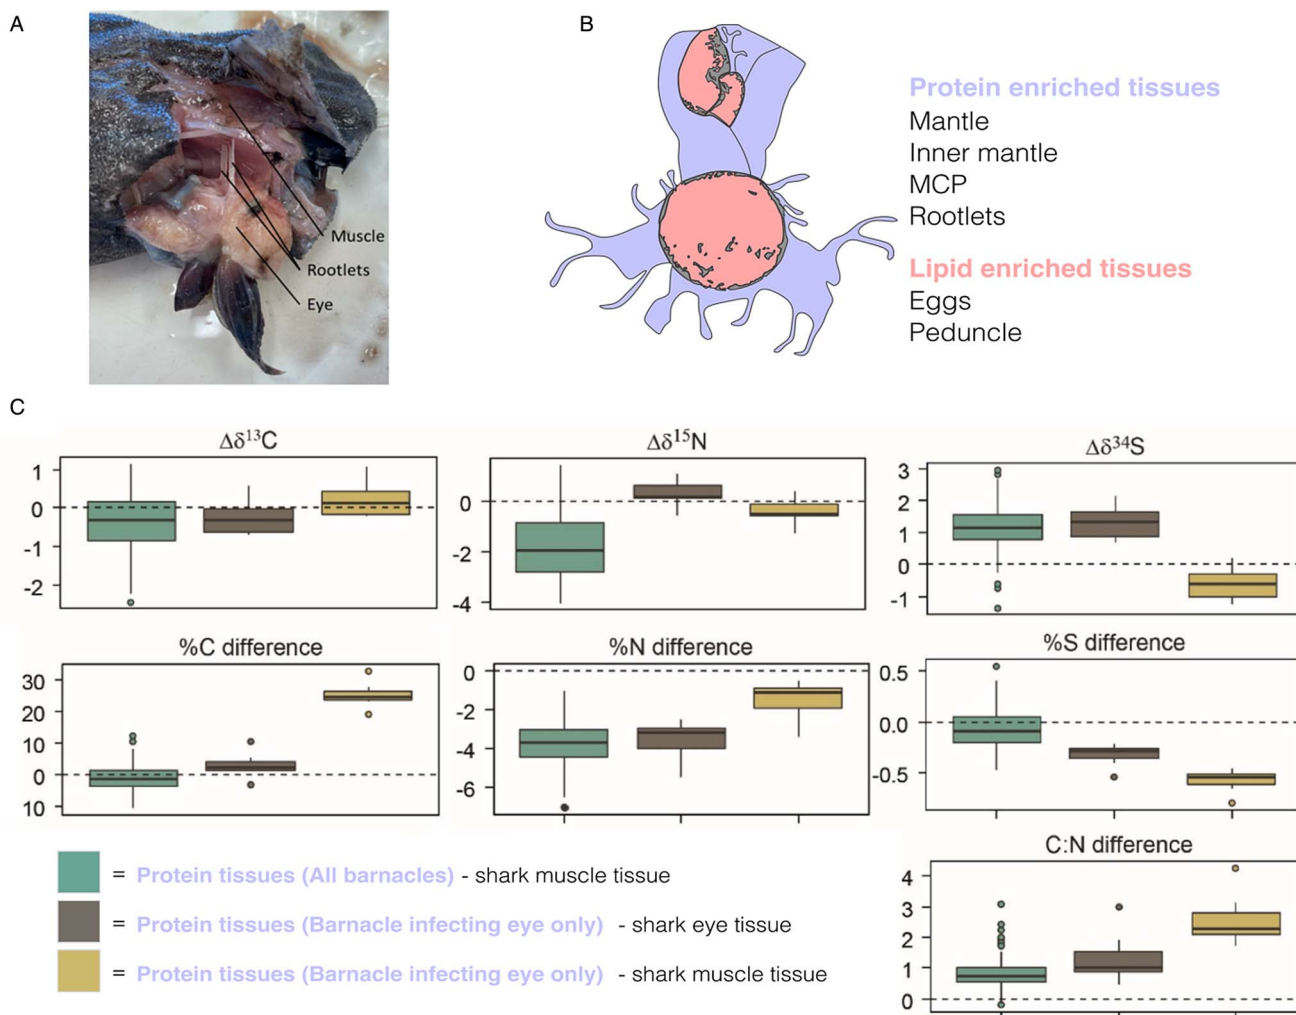 A
Muscle
Rootlets
Eye
B
Protein enriched tissues
Mantle
Inner mantle
MCP
Rootlets
Lipid enriched tissues
Eggs
Peduncle
C
Δδ¹³C
1
0
-1
-2
Δδ¹⁵N
0
-2
-4
Δδ³⁴S
3
2
1
0
-1
%C difference
30
20
10
0
10
%N difference
0
-2
-4
-6
%S difference
0.5
0.0
-0.5
C:N difference
4
3
2
1
0
= Protein tissues (All barnacles) - shark muscle tissue
= Protein tissues (Barnacle infecting eye only) - shark eye tissue
= Protein tissues (Barnacle infecting eye only) - shark muscle tissue